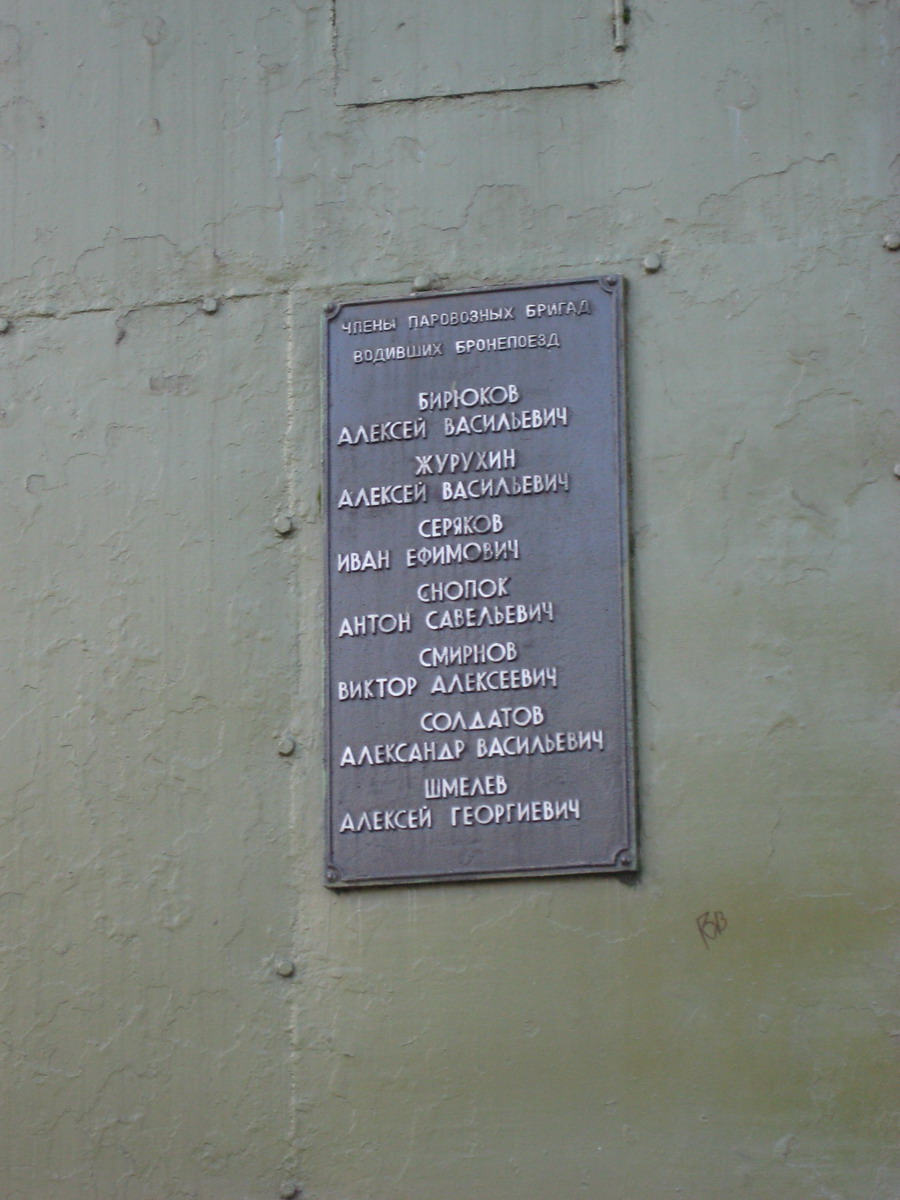 ЧЛЕНЫ ПАРОВОЗНЫХ БРИГАД
ВОДИВШИХ БРОНЕПОЕЗД
БИРЮКОВ
АЛЕКСЕЙ ВАСИЛЬЕВИЧ
ЖУРУХИН
АЛЕКСЕЙ ВАСИЛЬЕВИЧ
СЕРЯКОВ
ИВАН ЕФИМОВИЧ
СНОПОК
АНТОН САВЕЛЬЕВИЧ
СМИРНОВ
ВИКТОР АЛЕКСЕЕВИЧ
СОЛДАТОВ
АЛЕКСАНДР ВАСИЛЬЕВИЧ
ШМЕЛЕВ
АЛЕКСЕЙ ГЕОРГИЕВИЧ